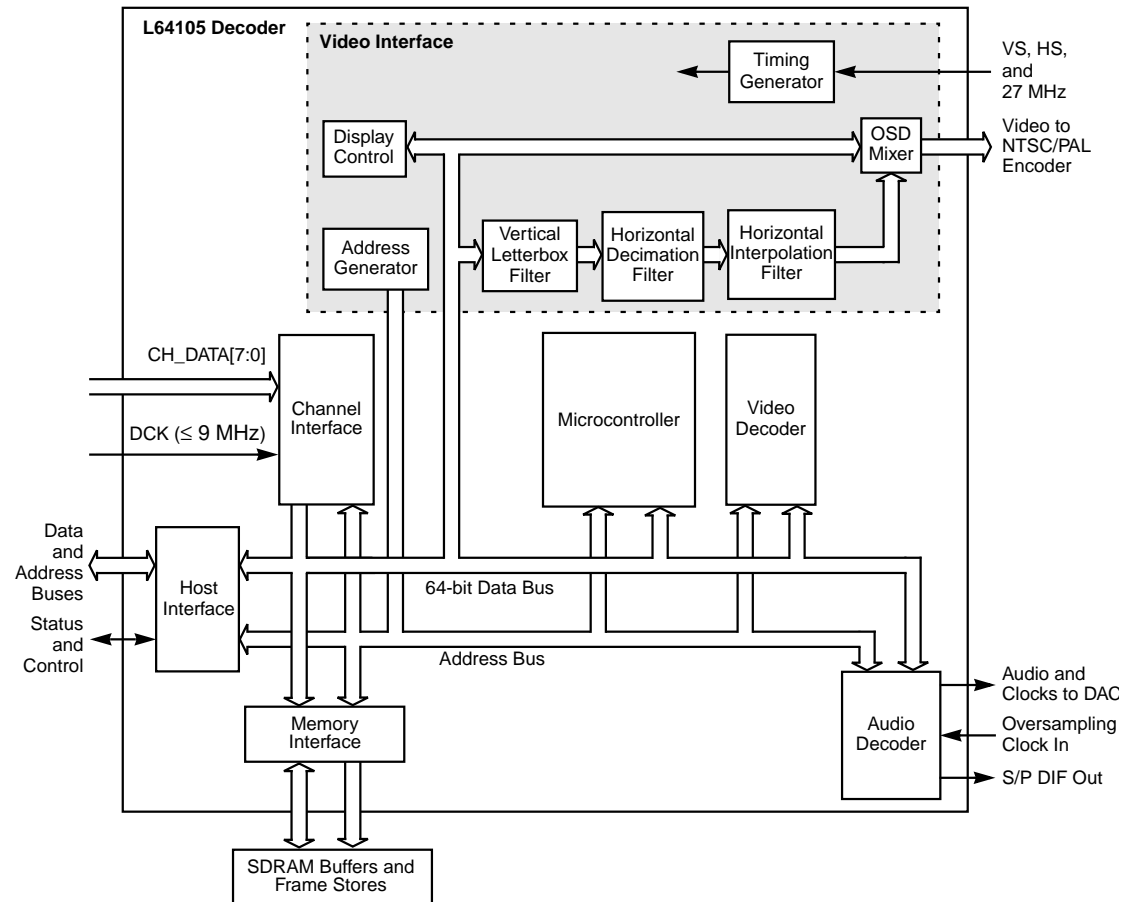 L64105 Decoder
Video Interface
Timing
Generator
VS, HS,
and
27 MHz
Display
Control
OSD
Mixer
Video to
NTSC/PAL
Encoder
Address
Generator
Vertical
Letterbox
Filter
Horizontal
Decimation
Filter
Horizontal
Interpolation
Filter
CH_DATA[7:0]
DCK (≤ 9 MHz)
Channel
Interface
Microcontroller
Video
Decoder
Data
and
Address
Buses
Status
and
Control
Host
Interface
64-bit Data Bus
Address Bus
Memory
Interface
Audio
Decoder
Audio and
Clocks to DAC
Oversampling
Clock In
S/P DIF Out
SDRAM Buffers and
Frame Stores